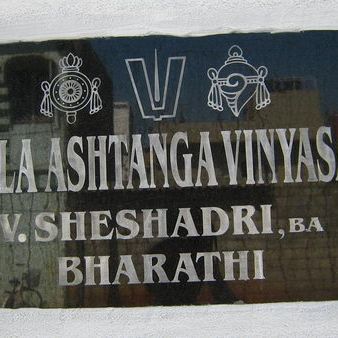 LA ASHTANGA VINYAS
V. SHESHADRI, BA
BHARATHI